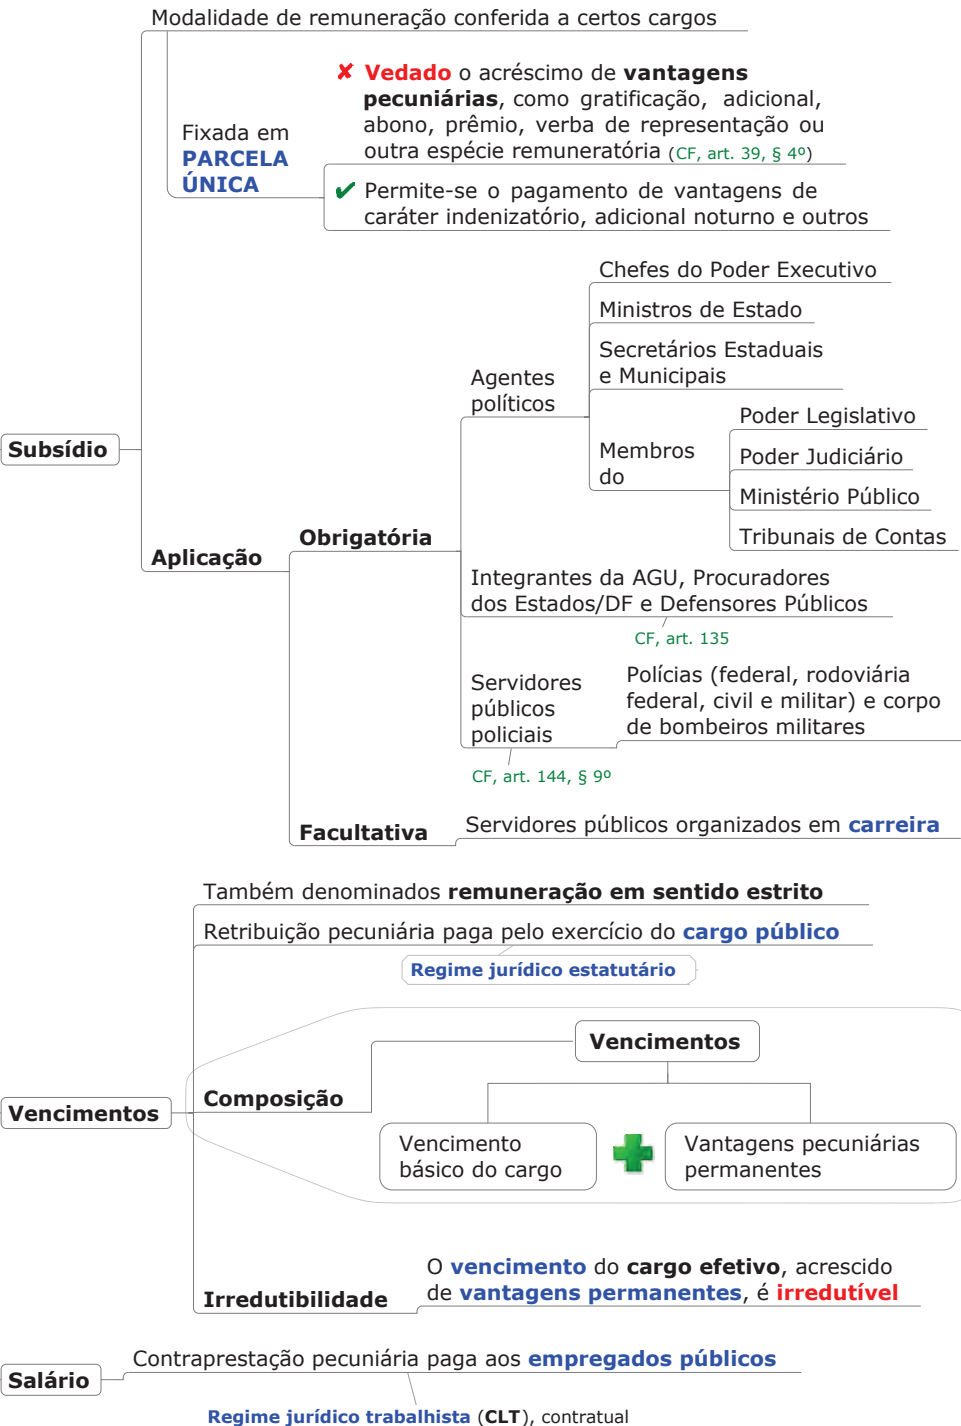 Modalidade de remuneração conferida a certos cargos
✘ Vedado o acréscimo de vantagens
pecuniárias, como gratificação, adicional,
abono, prêmio, verba de representação ou
outra espécie remuneratória (CF, art. 39, § 4º)
Fixada em
PARCELA
ÚNICA
✔ Permite-se o pagamento de vantagens de
caráter indenizatório, adicional noturno e outros
Subsídio
Aplicação
Obrigatória
Agentes
políticos
Chefes do Poder Executivo
Ministros de Estado
Secretários Estaduais
e Municipais
Membros
do
Poder Legislativo
Poder Judiciário
Ministério Público
Tribunais de Contas
Integrantes da AGU, Procuradores
dos Estados/DF e Defensores Públicos
CF, art. 135
Servidores
públicos
policiais
Polícias (federal, rodoviária
federal, civil e militar) e corpo
de bombeiros militares
CF, art. 144, § 9º
Facultativa
Servidores públicos organizados em carreira
Vencimentos
Também denominados remuneração em sentido estrito
Retribuição pecuniária paga pelo exercício do cargo público
Regime jurídico estatutário
Composição
Vencimentos
Vencimento
básico do cargo
Vantagens pecuniárias
permanentes
Irredutibilidade
O vencimento do cargo efetivo, acrescido
de vantagens permanentes, é irredutível
Salário
Contraprestação pecuniária paga aos empregados públicos
Regime jurídico trabalhista (CLT), contratual